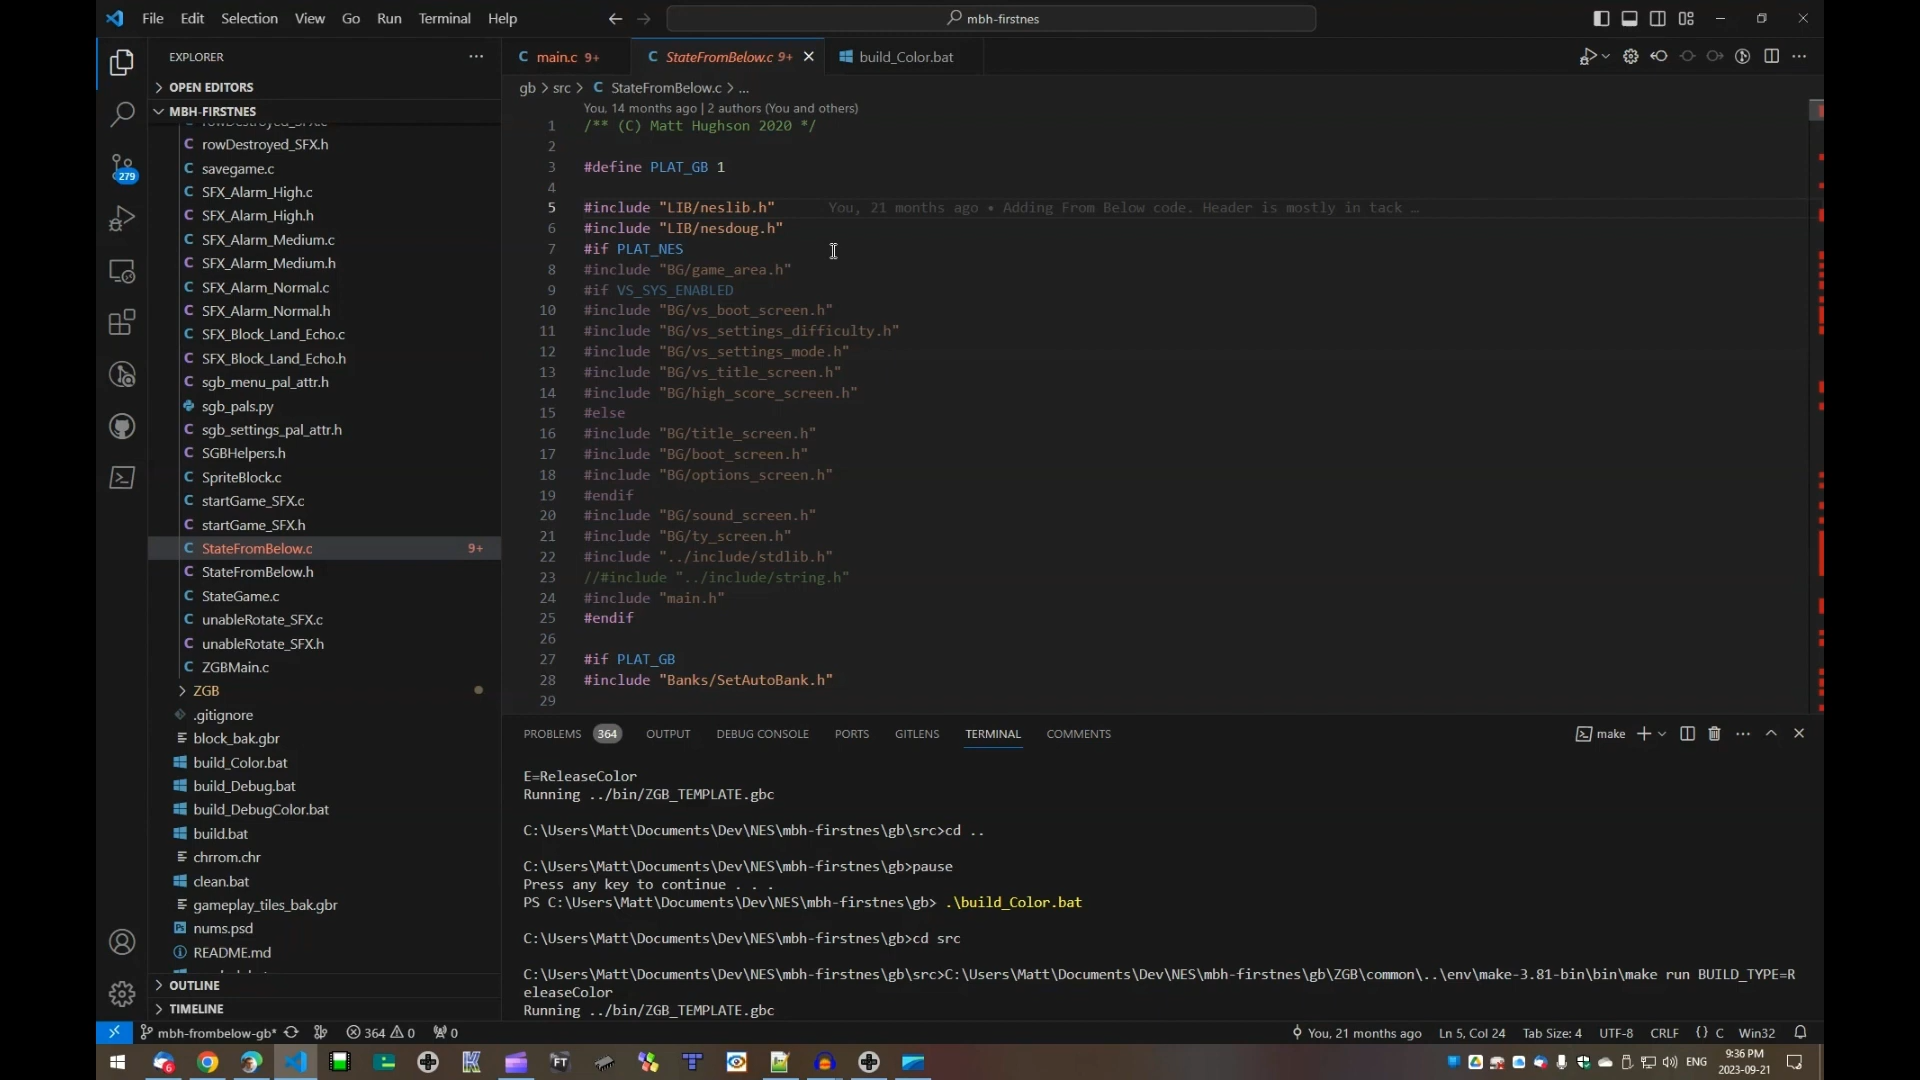 File Edit Selection View Go Run Terminal Help
mbh-firstnes
EXPLORER
OPEN EDITORS
MBH-FIRSTNES
rowDestroyed_SFX.c
rowDestroyed_SFX.h
savegame.c
SFX_Alarm_High.c
SFX_Alarm_High.h
SFX_Alarm_Medium.c
SFX_Alarm_Medium.h
SFX_Alarm_Normal.c
SFX_Alarm_Normal.h
SFX_Block_Land_Echo.c
SFX_Block_Land_Echo.h
sgb_menu_pal_attr.h
sgb_pals.py
sgb_settings_pal_attr.h
SGBHelpers.h
SpriteBlock.c
startGame_SFX.c
startGame_SFX.h
StateFromBelow.c 9+
StateFromBelow.h
StateGame.c
unableRotate_SFX.c
unableRotate_SFX.h
ZGBMain.c
ZGB
.gitignore
block_bak.gbr
build_Color.bat
build_Debug.bat
build_DebugColor.bat
build.bat
chrrom.chr
clean.bat
gameplay_tiles_bak.gbr
nums.psd
README.md
OUTLINE
TIMELINE
279
main.c 9+
StateFromBelow.c 9+
build_Color.bat
gb > src > C StateFromBelow.c > ...
You, 14 months ago | 2 authors (You and others)
1 /** (C) Matt Hughson 2020 */
2
3 #define PLAT_GB 1
4
5 #include "LIB/neslib.h" You, 21 months ago • Adding From Below code. Header is mostly in tack …
6 #include "LIB/nesdoug.h"
7 #if PLAT_NES
8 #include "BG/game_area.h"
9 #if VS_SYS_ENABLED
10 #include "BG/vs_boot_screen.h"
11 #include "BG/vs_settings_difficulty.h"
12 #include "BG/vs_settings_mode.h"
13 #include "BG/vs_title_screen.h"
14 #include "BG/high_score_screen.h"
15 #else
16 #include "BG/title_screen.h"
17 #include "BG/boot_screen.h"
18 #include "BG/options_screen.h"
19 #endif
20 #include "BG/sound_screen.h"
21 #include "BG/ty_screen.h"
22 #include "../include/stdlib.h"
23 //#include "../include/string.h"
24 #include "main.h"
25 #endif
26
27 #if PLAT_GB
28 #include "Banks/SetAutoBank.h"
29
PROBLEMS 364 OUTPUT DEBUG CONSOLE PORTS GITLENS TERMINAL COMMENTS
make
E=ReleaseColor
Running ../bin/ZGB_TEMPLATE.gbc
C:\Users\Matt\Documents\Dev\NES\mbh-firstnes\gb\src>cd ..
C:\Users\Matt\Documents\Dev\NES\mbh-firstnes\gb>pause
Press any key to continue . . .
PS C:\Users\Matt\Documents\Dev\NES\mbh-firstnes\gb> .\build_Color.bat
C:\Users\Matt\Documents\Dev\NES\mbh-firstnes\gb>cd src
C:\Users\Matt\Documents\Dev\NES\mbh-firstnes\gb\src>C:\Users\Matt\Documents\Dev\NES\mbh-firstnes\gb\ZGB\common\..\env\make-3.81-bin\bin\make run BUILD_TYPE=R
eleaseColor
Running ../bin/ZGB_TEMPLATE.gbc
mbh-frombelow-gb* 364 0 0 You, 21 months ago Ln 5, Col 24 Tab Size: 4 UTF-8 CRLF {} C Win32
FT
ENG
9:36 PM
2023-09-21